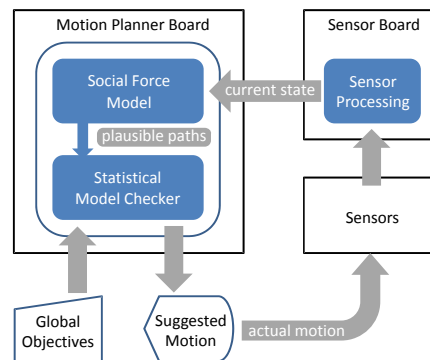 Motion Planner Board
Sensor Board
Social Force
Model
current state
Sensor
Processing
plausible paths
Statistical
Model Checker
Sensors
Global
Objectives
Suggested
Motion
actual motion